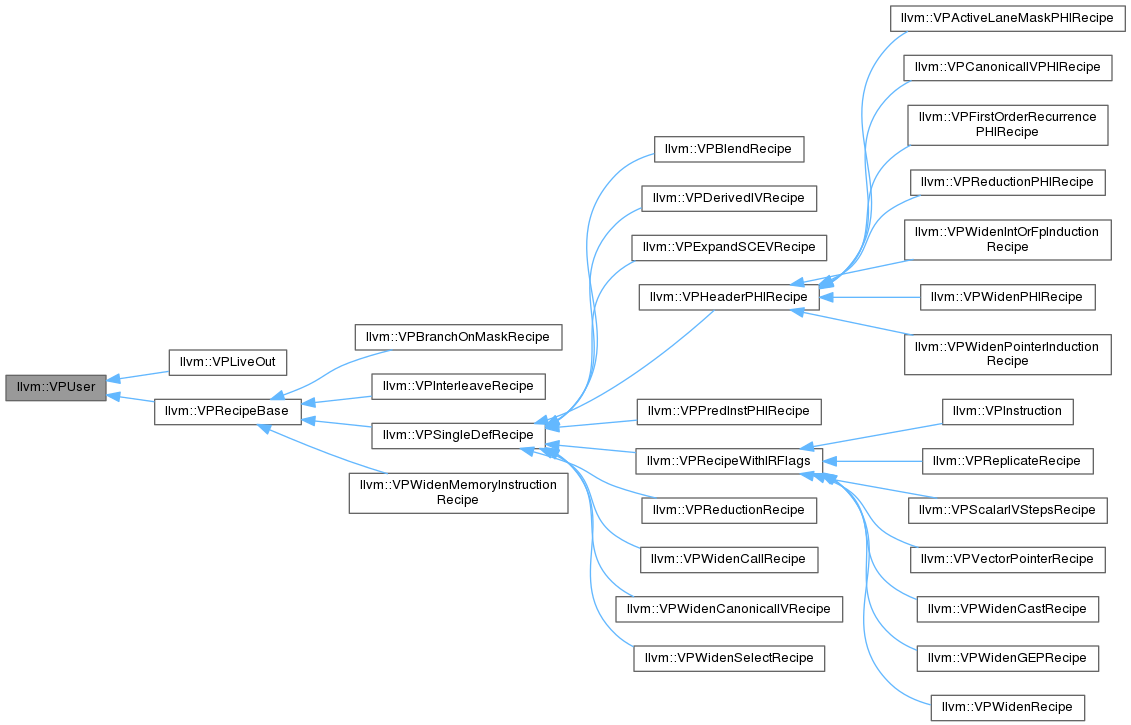 llvm::VPUser
llvm::VPLiveOut
llvm::VPRecipeBase
llvm::VPBranchOnMaskRecipe
llvm::VPInterleaveRecipe
llvm::VPSingleDefRecipe
llvm::VPWidenMemoryInstruction
Recipe
llvm::VPBlendRecipe
llvm::VPDerivedIVRecipe
llvm::VPExpandSCEVRecipe
llvm::VPHeaderPHIRecipe
llvm::VPPredInstPHIRecipe
llvm::VPRecipeWithIRFlags
llvm::VPReductionRecipe
llvm::VPWidenCallRecipe
llvm::VPWidenCanonicalIVRecipe
llvm::VPWidenSelectRecipe
llvm::VPActiveLaneMaskPHIRecipe
llvm::VPCanonicalIVPHIRecipe
llvm::VPFirstOrderRecurrence
PHIRecipe
llvm::VPReductionPHIRecipe
llvm::VPWidenIntOrFpInduction
Recipe
llvm::VPWidenPHIRecipe
llvm::VPWidenPointerInduction
Recipe
llvm::VPInstruction
llvm::VPReplicateRecipe
llvm::VPScalarIVStepsRecipe
llvm::VPVectorPointerRecipe
llvm::VPWidenCastRecipe
llvm::VPWidenGEPRecipe
llvm::VPWidenRecipe